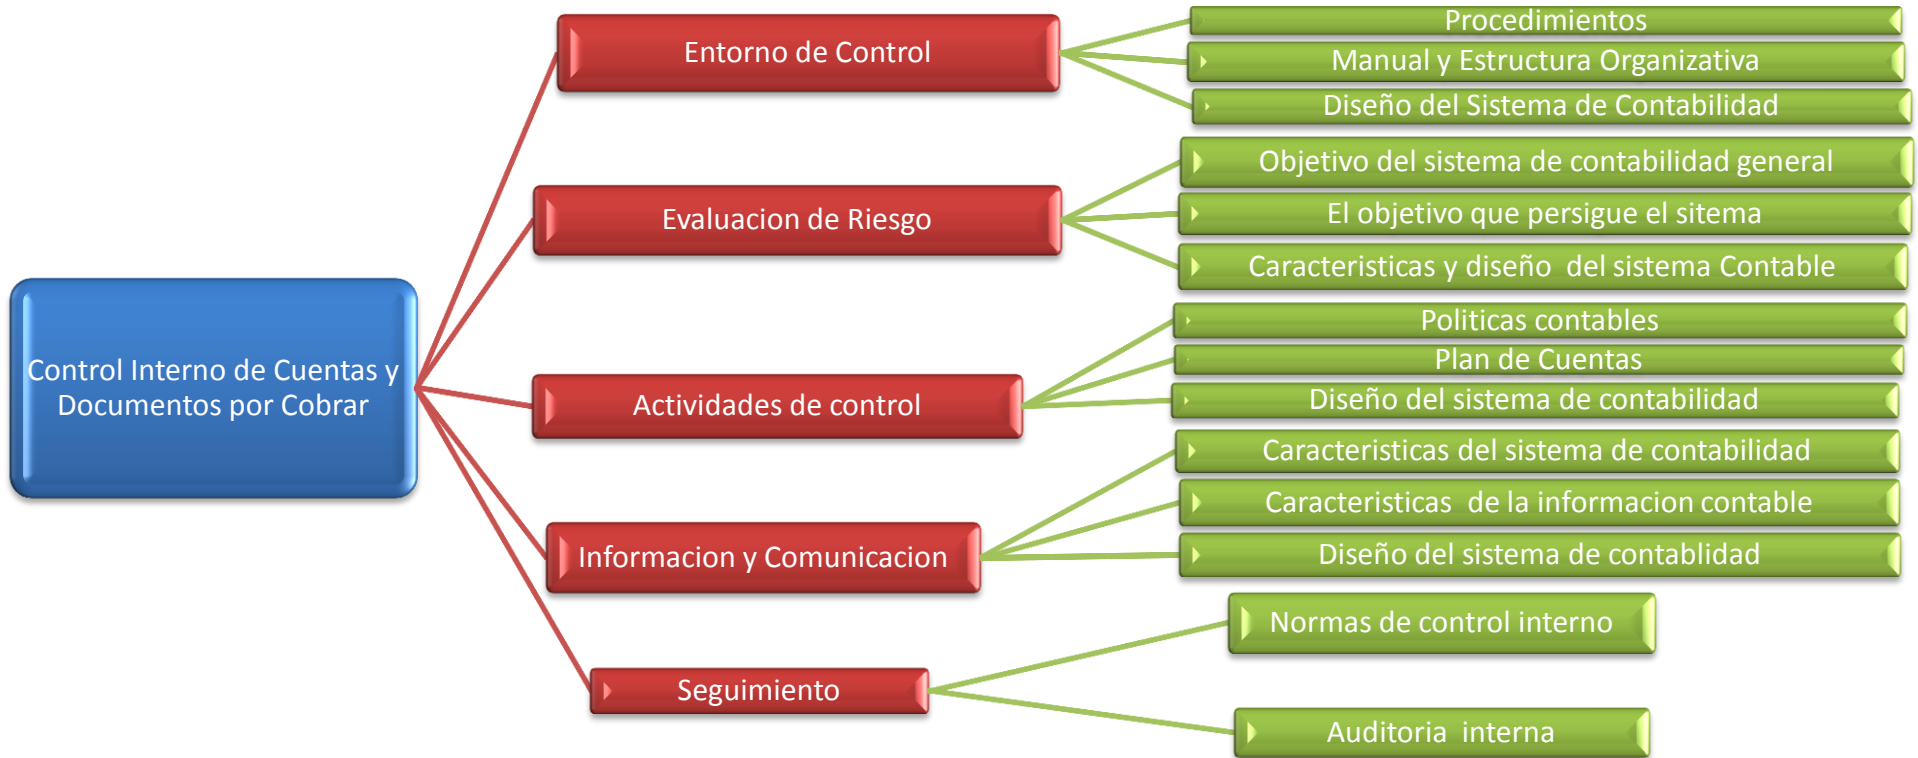 Control Interno de Cuentas y
Documentos por Cobrar
Entorno de Control
Procedimientos
Manual y Estructura Organizativa
Diseño del Sistema de Contabilidad
Evaluacion de Riesgo
Objetivo del sistema de contabilidad general
El objetivo que persigue el sitema
Caracteristicas y diseño  del sistema Contable
Actividades de control
Politicas contables
Plan de Cuentas
Diseño del sistema de contabilidad
Informacion y Comunicacion
Caracteristicas del sistema de contabilidad
Caracteristicas  de la informacion contable
Diseño del sistema de contablidad
Seguimiento
Normas de control interno
Auditoria  interna